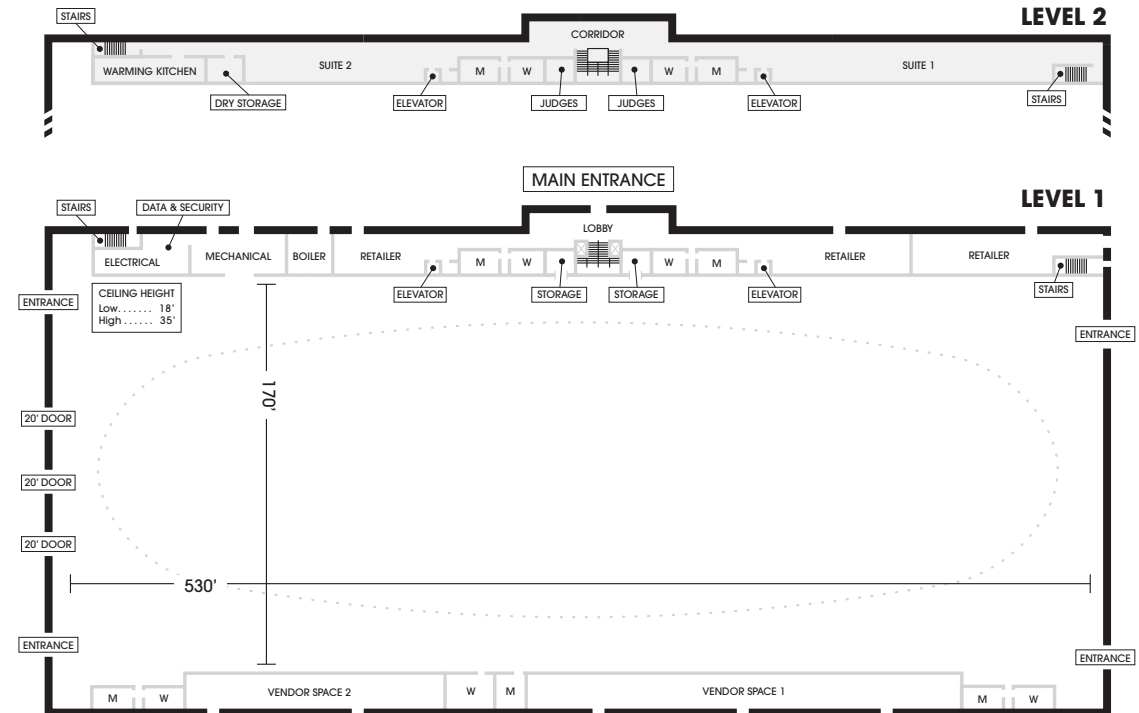 LEVEL 2
STAIRS
CORRIDOR
WARMING KITCHEN
SUITE 2
M
W
W
M
SUITE 1
DRY STORAGE
ELEVATOR
JUDGES
JUDGES
ELEVATOR
STAIRS
MAIN ENTRANCE
LEVEL 1
STAIRS
DATA & SECURITY
LOBBY
ELECTRICAL
MECHANICAL
BOILER
RETAILER
M
W
W
M
RETAILER
RETAILER
ELEVATOR
STORAGE
STORAGE
ELEVATOR
STAIRS
ENTRANCE
CEILING HEIGHT
Low....... 18'
High ...... 35'
ENTRANCE
170'
20' DOOR
20' DOOR
20' DOOR
530'
ENTRANCE
ENTRANCE
M
W
VENDOR SPACE 2
W
M
VENDOR SPACE 1
M
W